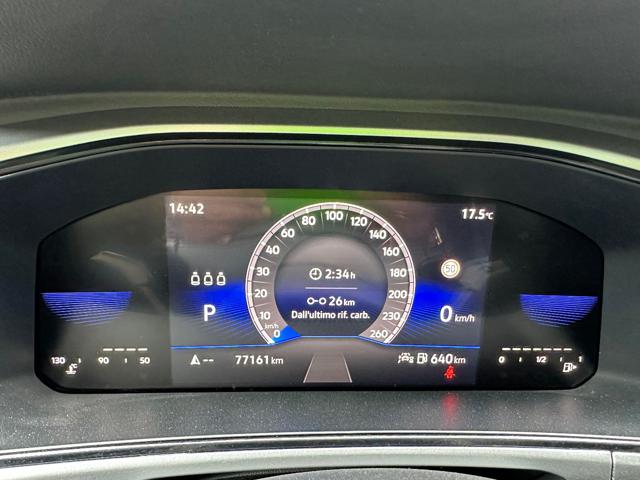 14:42
17.5°C
100 120
80 140
60 160
40 180
30 200
20 220
10 230
km/h
0 260
2:34 h
26 km
Dall'ultimo rif. carb.
50
P
0 km/h
130 90 50
-- 77161 km
640 km
0 1/2 1